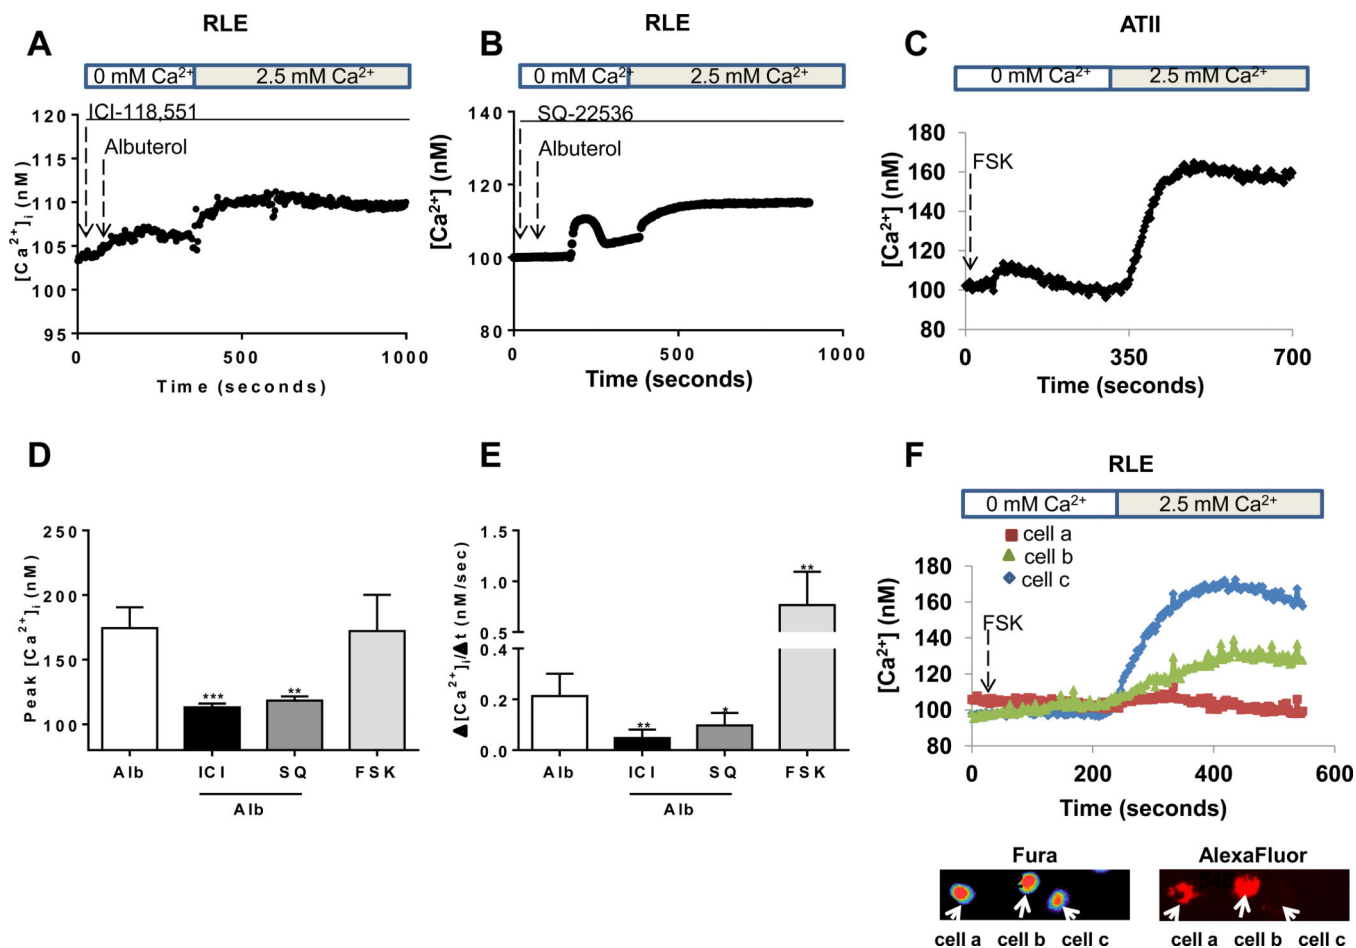 RLE
A
0 mM Ca²⁺
2.5 mM Ca²⁺
ICI-118,551
Albuterol
120
115
110
105
100
95
[Ca²⁺]ᵢ (nM)
0
500
1000
Time (seconds)
RLE
B
0 mM Ca²⁺
2.5 mM Ca²⁺
SQ-22536
Albuterol
140
120
100
80
[Ca²⁺] (nM)
0
500
1000
Time (seconds)
ATII
C
0 mM Ca²⁺
2.5 mM Ca²⁺
FSK
180
160
140
120
100
80
[Ca²⁺] (nM)
0
350
700
Time (seconds)
D
250
200
150
100
Peak [Ca²⁺]ᵢ (nM)
***
**
Alb
ICI
SQ
FSK
Alb
E
1.5
1.0
0.5
0.4
0.2
0.0
Δ[Ca²⁺]ᵢ/Δt (nM/sec)
**
*
**
Alb
ICI
SQ
FSK
Alb
F
RLE
0 mM Ca²⁺
2.5 mM Ca²⁺
cell a
cell b
cell c
FSK
180
160
140
120
100
80
[Ca²⁺] (nM)
0
200
400
600
Time (seconds)
Fura
AlexaFluor
546
cell a
cell b
cell c
cell a
cell b
cell c